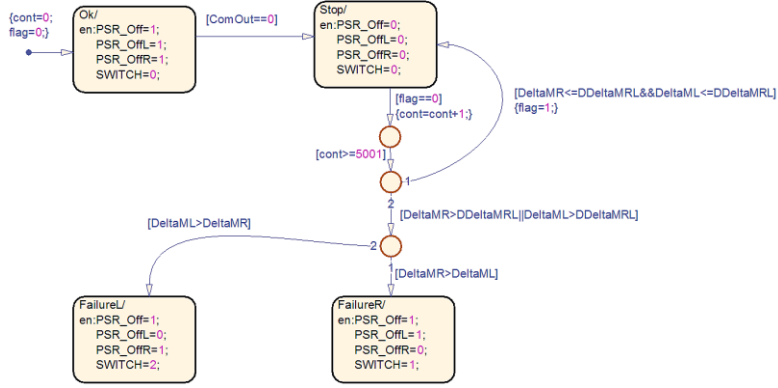 {cont=0;
flag=0;}
Ok/
en:PSR_Off=1;
PSR_OffL=1;
PSR_OffR=1;
SWITCH=0;
[ComOut==0]
Stop/
en:PSR_Off=0;
PSR_OffL=0;
PSR_OffR=0;
SWITCH=0;
[DeltaMR<=DDeltaMRL&&DeltaML<=DDeltaMRL]
{flag=1;}
[flag==0]
{cont=cont+1;}
[cont>=5001]
1
2
[DeltaMR>DDeltaMRL||DeltaML>DDeltaMRL]
[DeltaML>DeltaMR]
2
1
[DeltaMR>DeltaML]
FailureL/
en:PSR_Off=1;
PSR_OffL=0;
PSR_OffR=1;
SWITCH=2;
FailureR/
en:PSR_Off=1;
PSR_OffL=1;
PSR_OffR=0;
SWITCH=1;